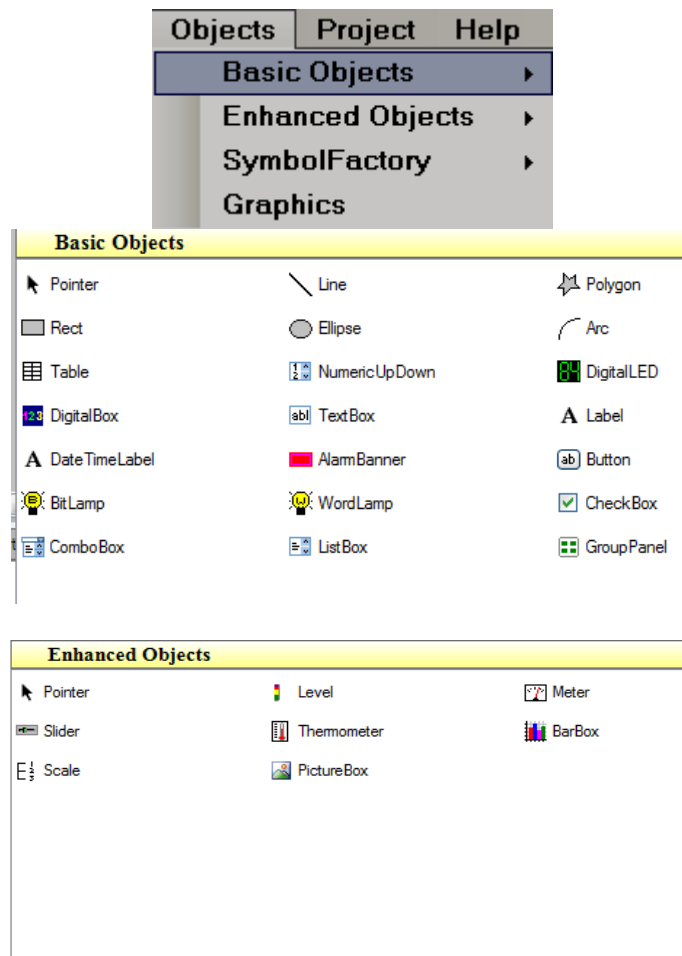 Objects Project Help
Basic Objects
Enhanced Objects
SymbolFactory
Graphics
Basic Objects
Pointer Line Polygon
Rect Ellipse Arc
Table NumericUpDown DigitalLED
DigitalBox TextBox Label
DateTimeLabel AlarmBanner Button
BitLamp WordLamp CheckBox
ComboBox ListBox GroupPanel
Enhanced Objects
Pointer Level Meter
Slider Thermometer BarBox
Scale PictureBox